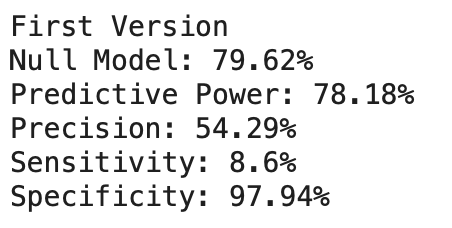 First Version
Null Model: 79.62%
Predictive Power: 78.18%
Precision: 54.29%
Sensitivity: 8.6%
Specificity: 97.94%